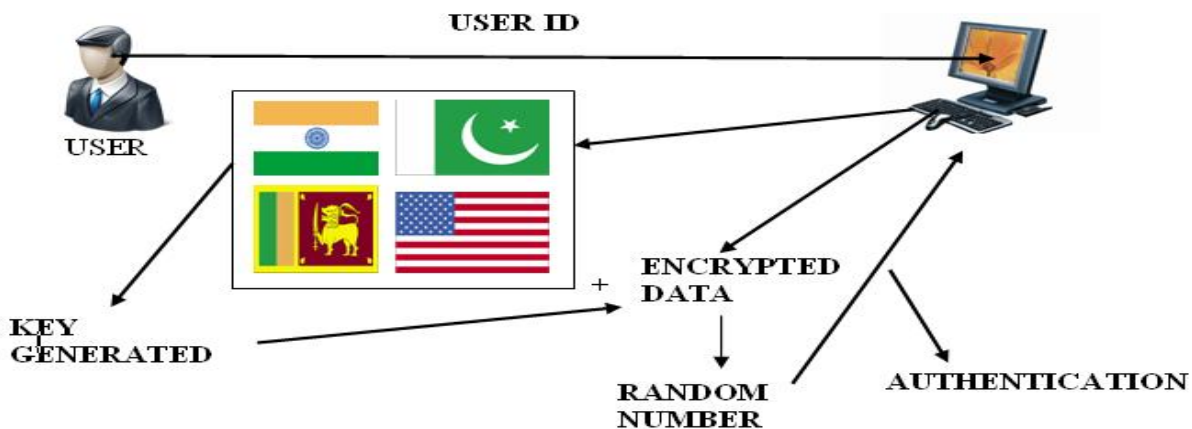 USER ID
USER
+
ENCRYPTED
DATA
KEY
GENERATED
RANDOM
NUMBER
AUTHENTICATION